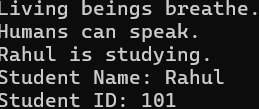 Living beings breathe.
Humans can speak.
Rahul is studying.
Student Name: Rahul
Student ID: 101